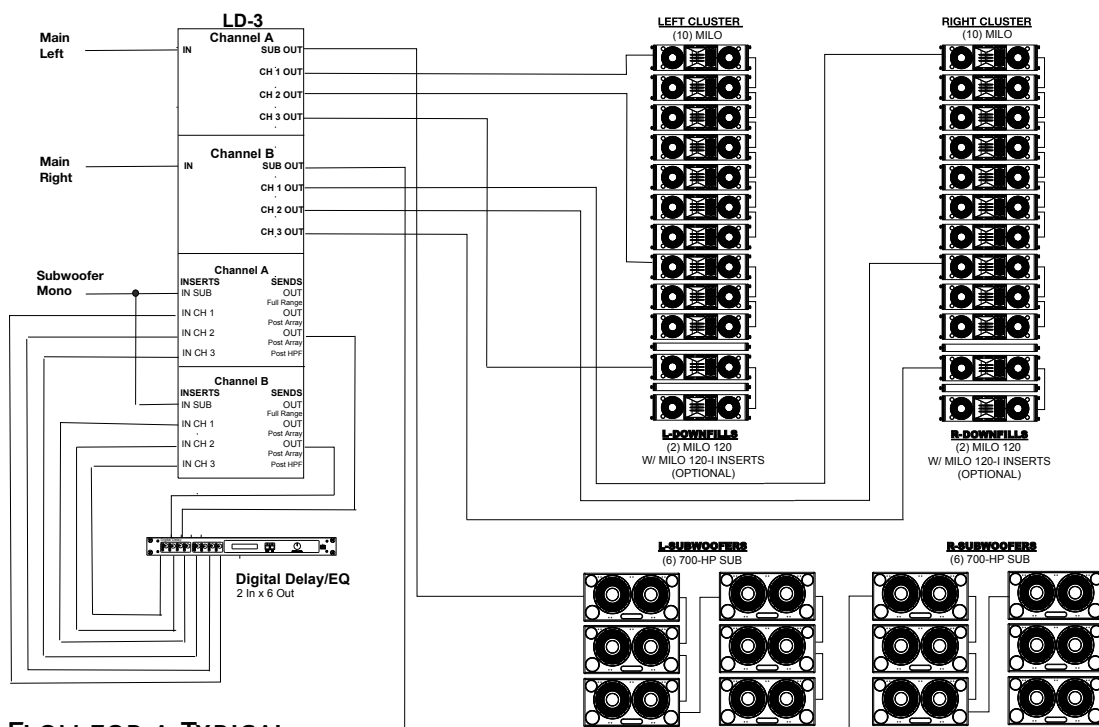 LD-3
Main
Left
Channel A
IN
SUB OUT
CH 1 OUT
CH 2 OUT
CH 3 OUT
Main
Right
Channel B
IN
SUB OUT
CH 1 OUT
CH 2 OUT
CH 3 OUT
Subwoofer
Mono
Channel A
INSERTS SENDS
IN SUB OUT
Full Range
IN CH 1 OUT
Post Array
IN CH 2 OUT
Post Array
IN CH 3 Post HPF
Channel B
INSERTS SENDS
IN SUB OUT
Full Range
IN CH 1 OUT
Post Array
IN CH 2 OUT
Post Array
IN CH 3 Post HPF
Digital Delay/EQ
2 In x 6 Out
LEFT CLUSTER
(10) MILO
RIGHT CLUSTER
(10) MILO
L-DOWNFILLS
(2) MILO 120
W/ MILO 120-I INSERTS
(OPTIONAL)
R-DOWNFILLS
(2) MILO 120
W/ MILO 120-I INSERTS
(OPTIONAL)
L-SUBWOOFERS
(6) 700-HP SUB
R-SUBWOOFERS
(6) 700-HP SUB